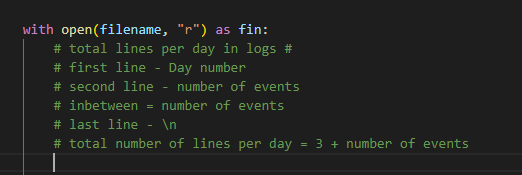 with open(filename, "r") as fin:
# total lines per day in logs #
# first line - Day number
# second line - number of events
# inbetween = number of events
# last line - \n
# total number of lines per day = 3 + number of events